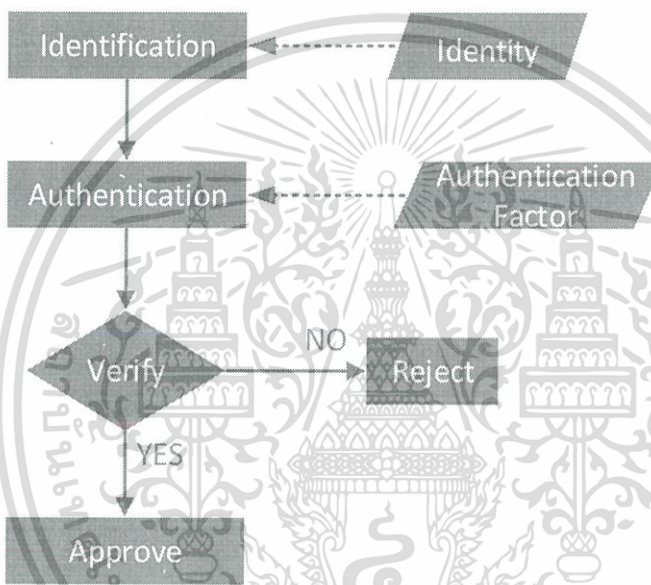 Identification
Identity
Authentication
Authentication
Factor
Verify
NO
Reject
YES
Approve